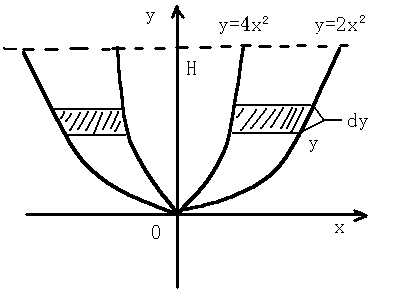 y y=4x² y=2x²
H
dy
y
0 x